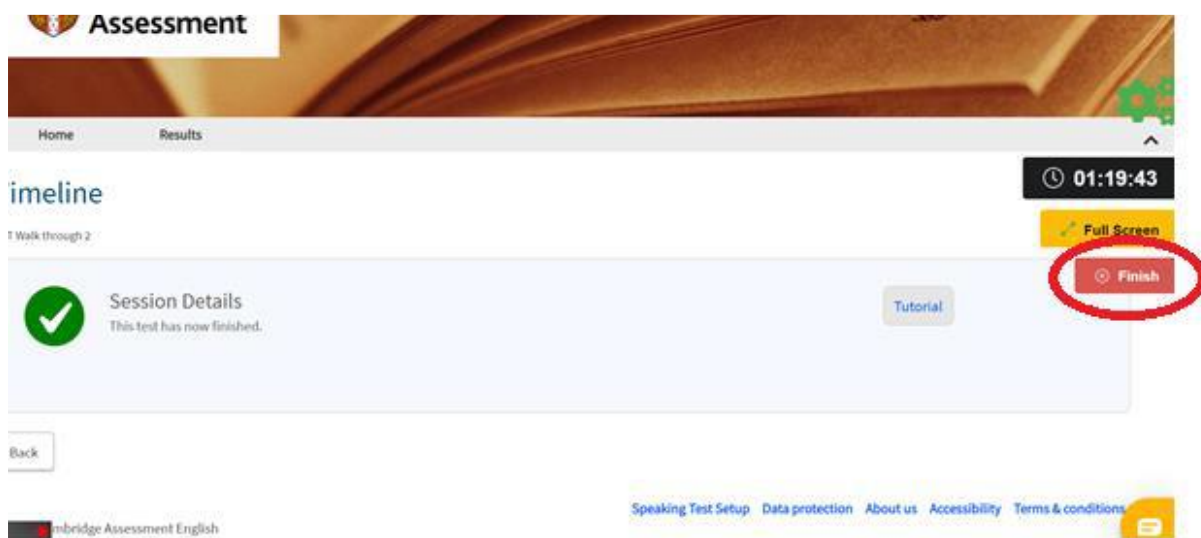 Assessment
Home Results
01:19:43
imeline
Full Screen
T Walk through 2
Finish
Session Details
This test has now finished.
Tutorial
Back
Speaking Test Setup Data protection About us Accessibility Terms & conditions
mbridge Assessment English